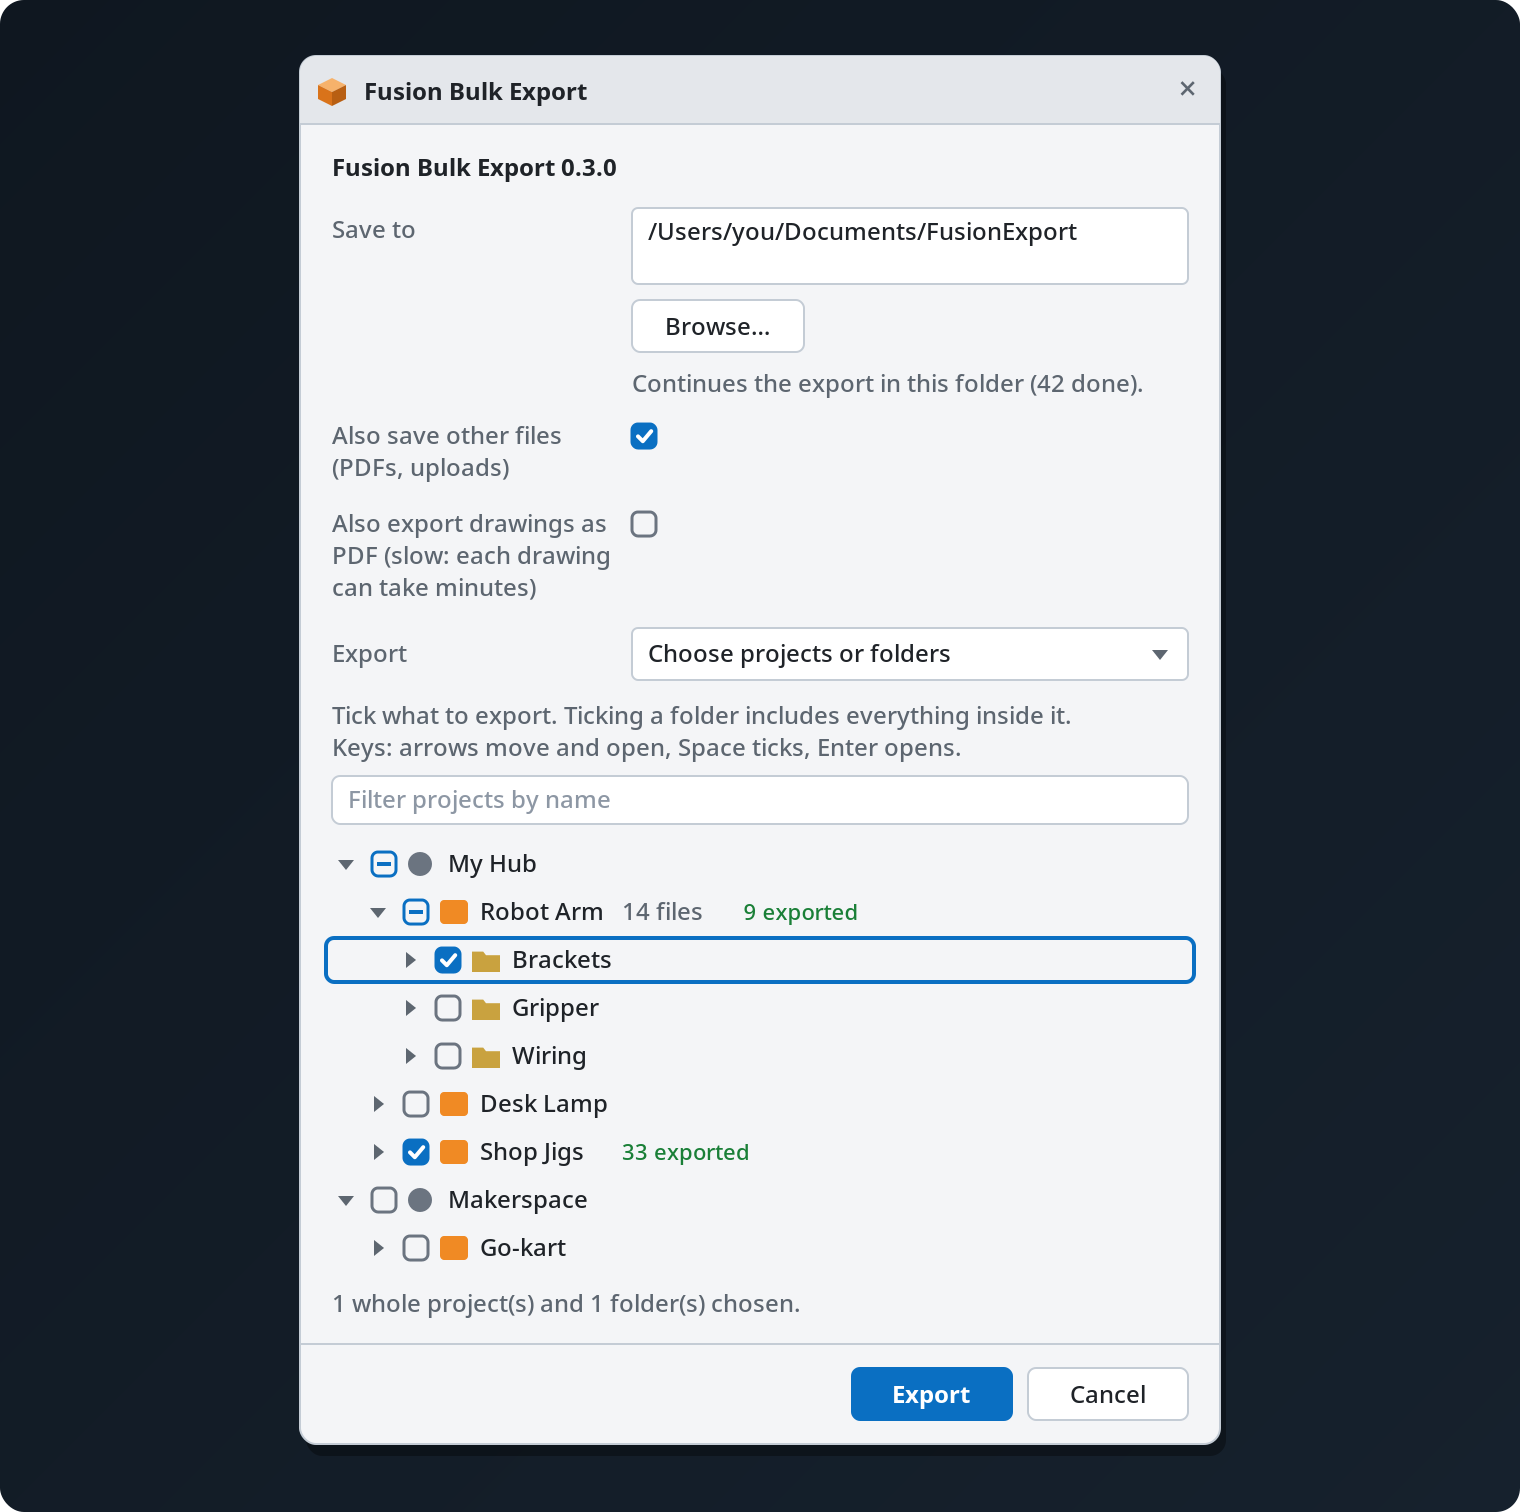 Fusion Bulk Export
×
Fusion Bulk Export 0.3.0
Save to
/Users/you/Documents/FusionExport
Browse...
Continues the export in this folder (42 done).
Also save other files
(PDFs, uploads)
Also export drawings as
PDF (slow: each drawing
can take minutes)
Export
Choose projects or folders
Tick what to export. Ticking a folder includes everything inside it.
Keys: arrows move and open, Space ticks, Enter opens.
Filter projects by name
My Hub
Robot Arm 14 files 9 exported
Brackets
Gripper
Wiring
Desk Lamp
Shop Jigs 33 exported
Makerspace
Go-kart
1 whole project(s) and 1 folder(s) chosen.
Export
Cancel